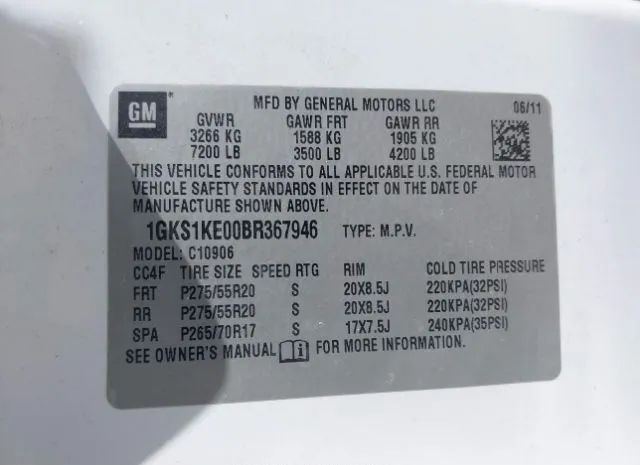 GM
MFD BY GENERAL MOTORS LLC 06/11
GVWR GAWR FRT GAWR RR
3266 KG 1588 KG 1905 KG
7200 LB 3500 LB 4200 LB
THIS VEHICLE CONFORMS TO ALL APPLICABLE U.S. FEDERAL MOTOR
VEHICLE SAFETY STANDARDS IN EFFECT ON THE DATE OF
MANUFACTURE SHOWN ABOVE.
1GKS1KE00BR367946 TYPE: M.P.V.
MODEL: C10906
CC4F TIRE SIZE SPEED RTG RIM COLD TIRE PRESSURE
FRT P275/55R20 S 20X8.5J 220KPA(32PSI)
RR P275/55R20 S 20X8.5J 220KPA(32PSI)
SPA P265/70R17 S 17X7.5J 240KPA(35PSI)
SEE OWNER'S MANUAL i FOR MORE INFORMATION.